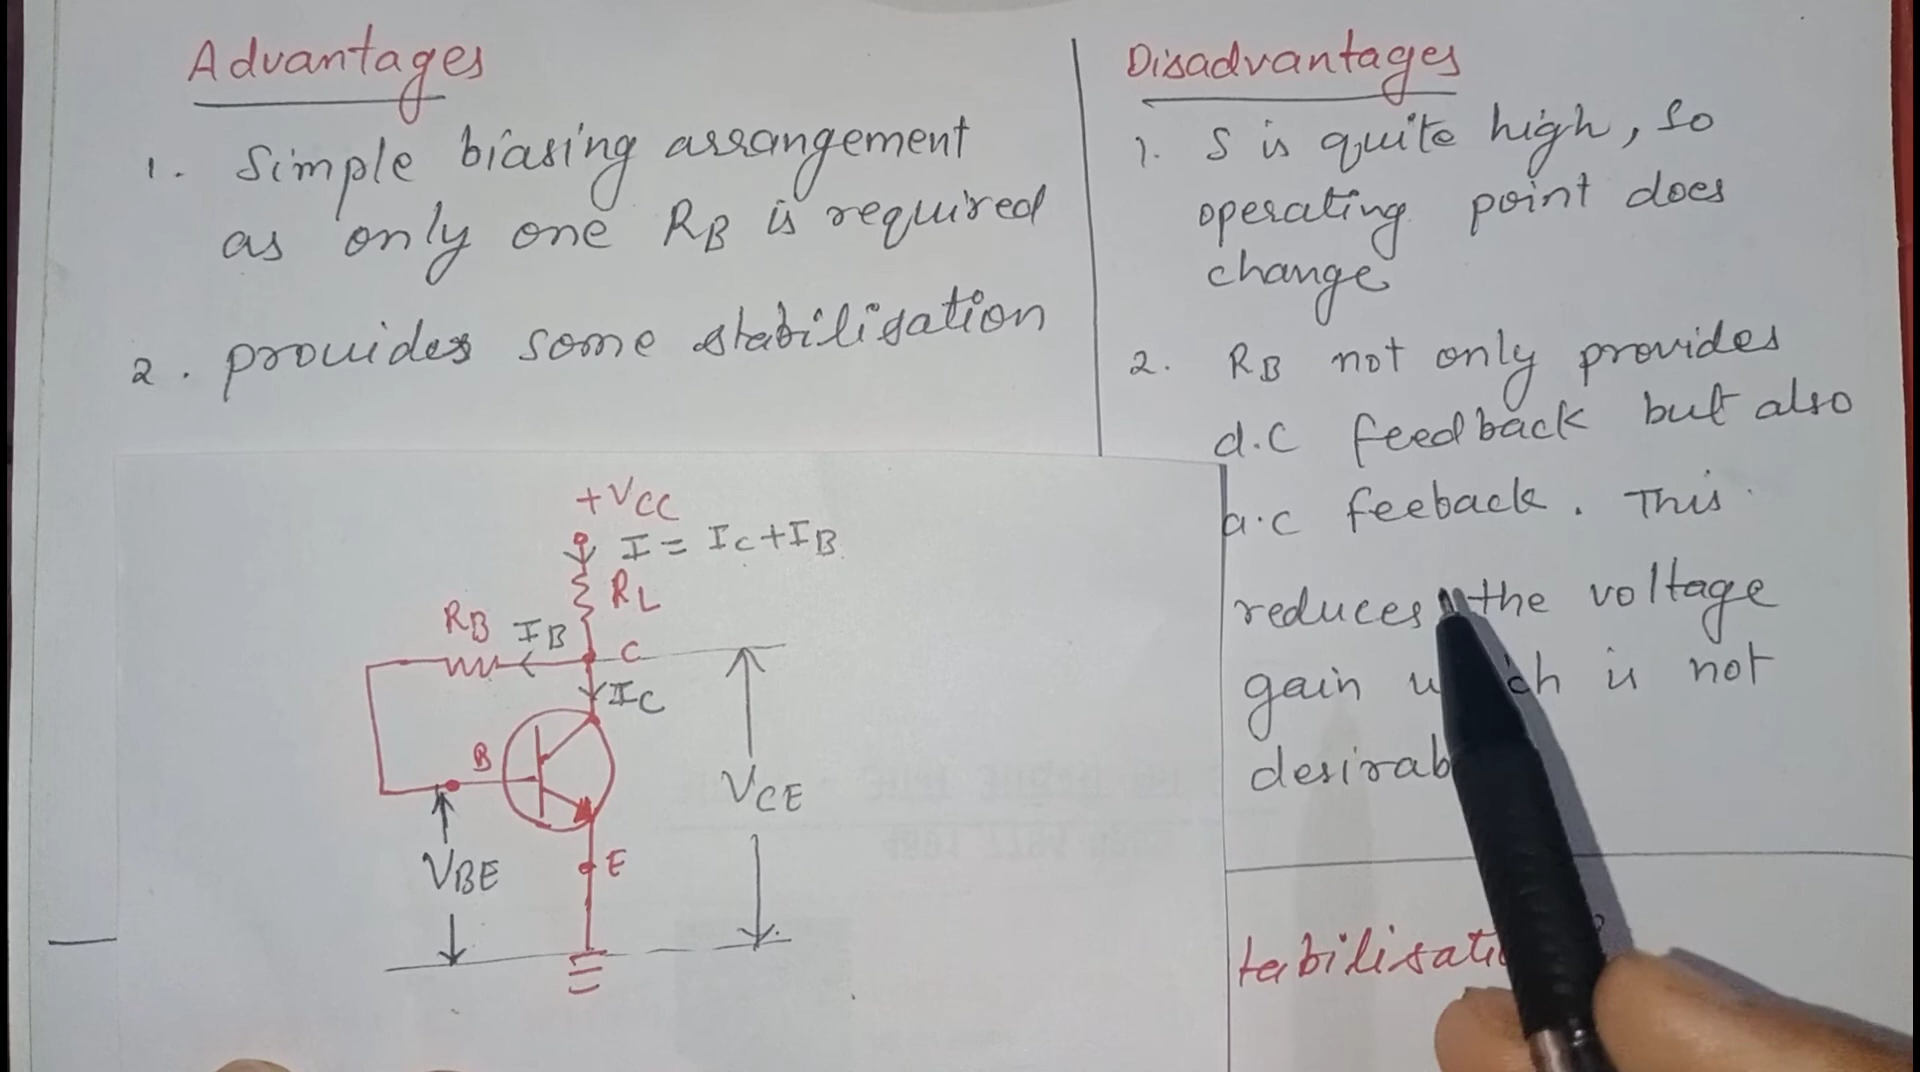 Advantages
1. Simple biasing arrangement
as only one RB is required
2. provides some stabilisation
Disadvantages
1. S is quite high, so
operating point does
change
2. RB not only provides
d.c feedback but also
a.c feeback. This
reduces the voltage
gain which is not
+VCC
I = IC+IB
RL
RB IB C
IC
B
VCE
VBE E